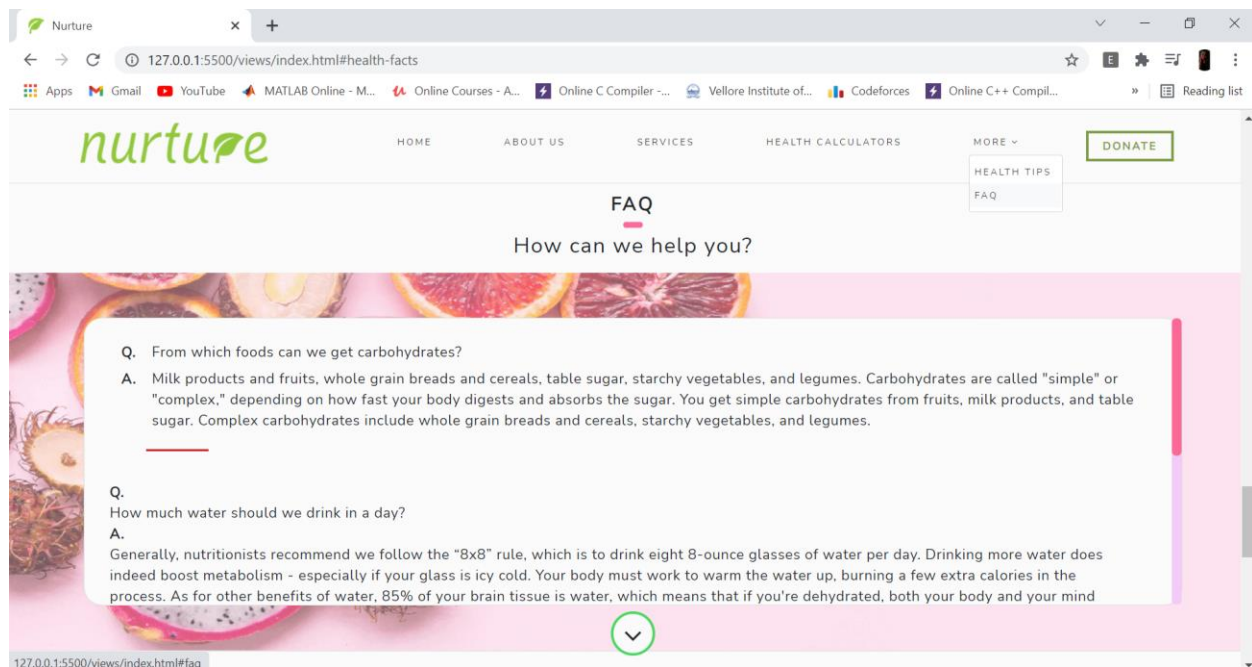 Nurture
127.0.0.1:5500/views/index.html#health-facts
E
Apps Gmail YouTube MATLAB Online - M... Online Courses - A... Online C Compiler -... Vellore Institute of... Codeforces Online C++ Compil... » Reading list
nurture HOME ABOUT US SERVICES HEALTH CALCULATORS MORE DONATE
HEALTH TIPS
FAQ
FAQ
How can we help you?
Q. From which foods can we get carbohydrates?
A. Milk products and fruits, whole grain breads and cereals, table sugar, starchy vegetables, and legumes. Carbohydrates are called "simple" or
"complex," depending on how fast your body digests and absorbs the sugar. You get simple carbohydrates from fruits, milk products, and table
sugar. Complex carbohydrates include whole grain breads and cereals, starchy vegetables, and legumes.
Q.
How much water should we drink in a day?
A.
Generally, nutritionists recommend we follow the “8x8” rule, which is to drink eight 8-ounce glasses of water per day. Drinking more water does
indeed boost metabolism - especially if your glass is icy cold. Your body must work to warm the water up, burning a few extra calories in the
process. As for other benefits of water, 85% of your brain tissue is water, which means that if you're dehydrated, both your body and your mind
127.0.0.1:5500/views/index.html#faq